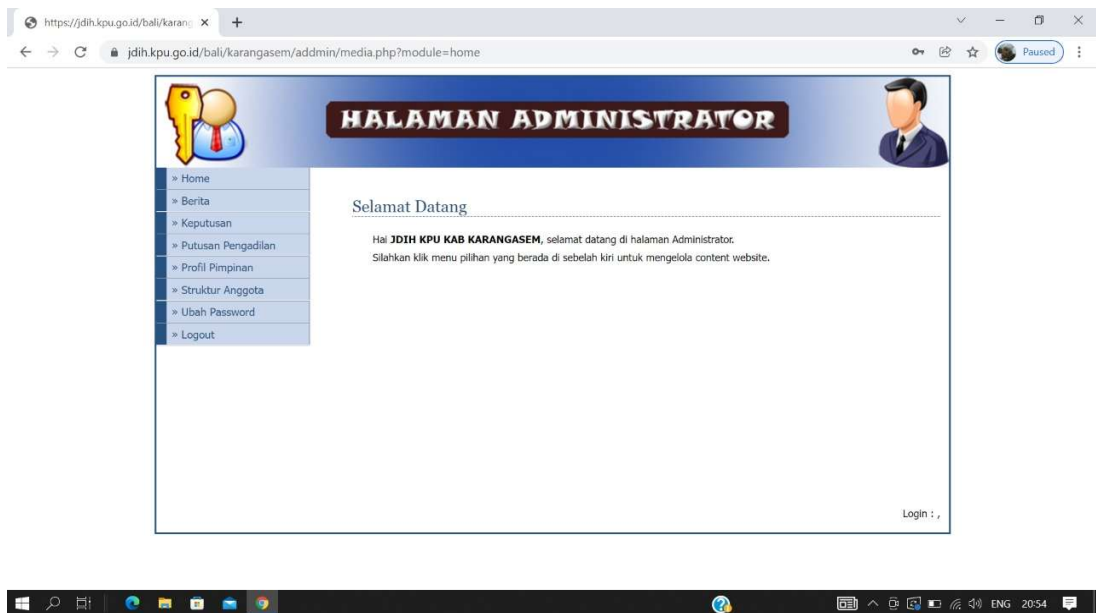 https://jdih.kpu.go.id/bali/karang
jdih.kpu.go.id/bali/karangasem/addmin/media.php?module=home
Paused
HALAMAN ADMINISTRATOR
» Home
» Berita
» Keputusan
» Putusan Pengadilan
» Profil Pimpinan
» Struktur Anggota
» Ubah Password
» Logout
Selamat Datang
Hai JDIH KPU KAB KARANGASEM, selamat datang di halaman Administrator.
Silahkan klik menu pilihan yang berada di sebelah kiri untuk mengelola content website.
Login : ,
ENG 20:54